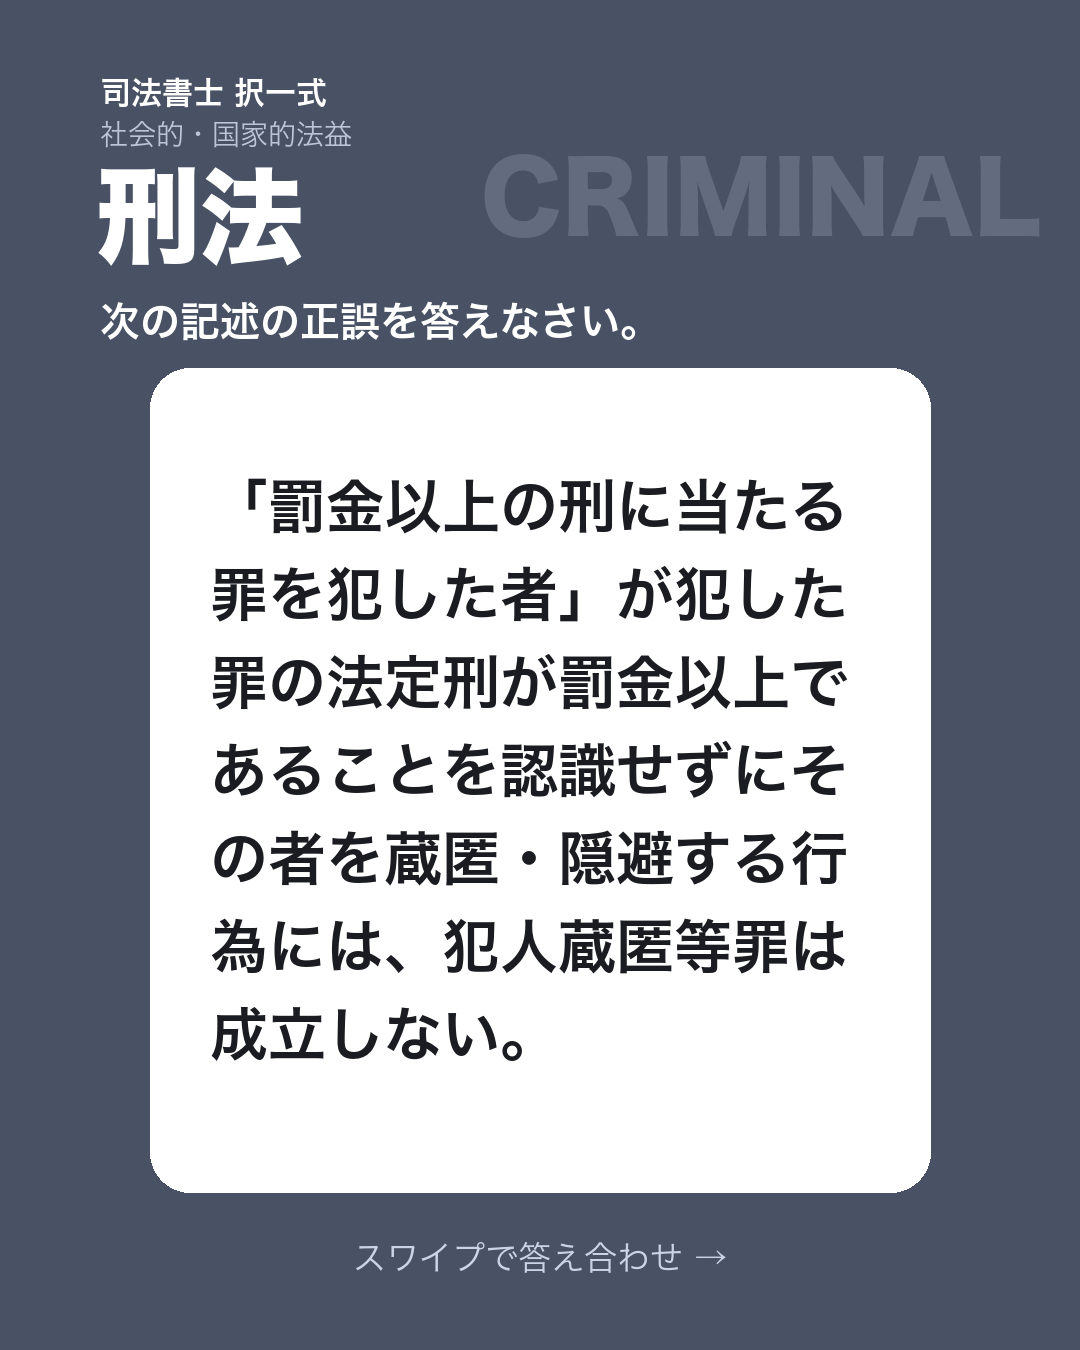 司法書士 択一式
社会的・国家的法益
刑法
CRIMINAL
次の記述の正誤を答えなさい。
「罰金以上の刑に当たる
罪を犯した者」が犯した
罪の法定刑が罰金以上で
あることを認識せずにそ
の者を蔵匿・隠避する行
為には、犯人蔵匿等罪は
成立しない。
スワイプで答え合わせ →